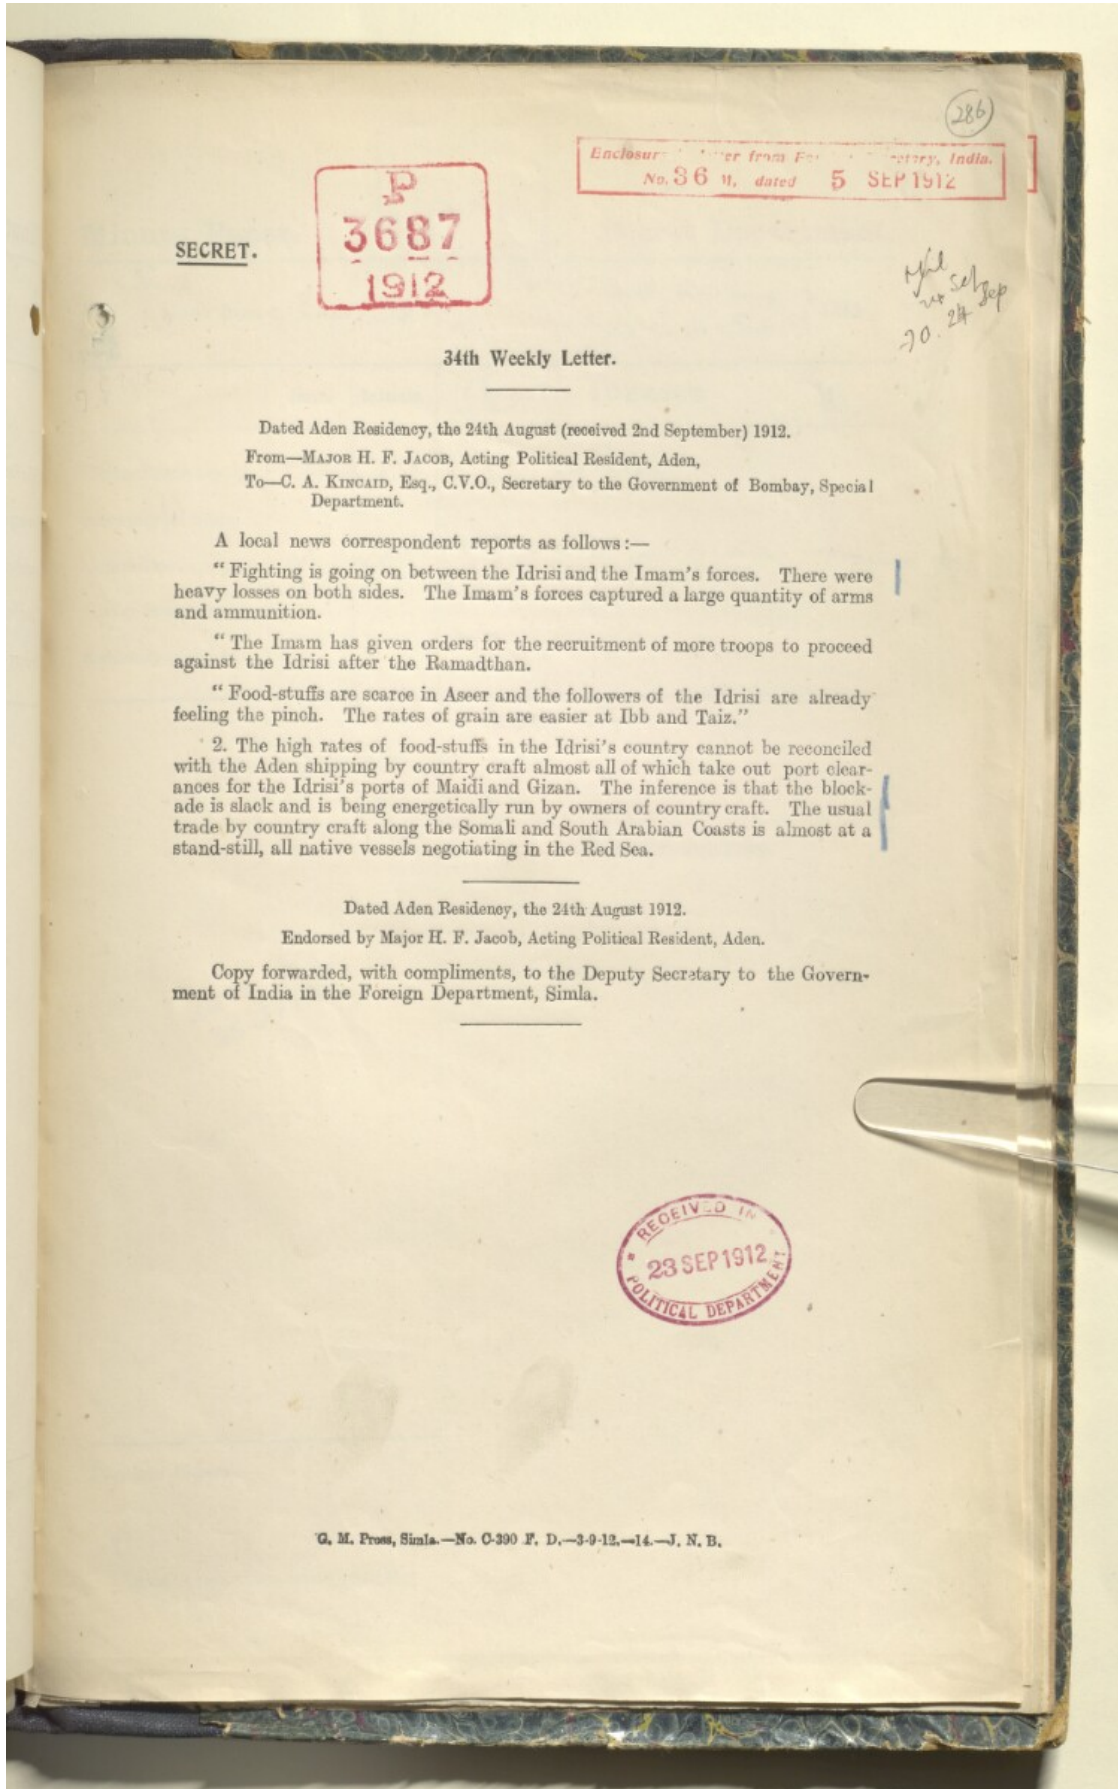 286
Enclosur er from F etary, India.
No. 36 M, dated 5 SEP 1912
P
3687
1912
SECRET.
34th Weekly Letter.
Dated Aden Residency, the 24th August (received 2nd September) 1912.
From—MAJOR H. F. JACOB, Acting Political Resident, Aden,
To—C. A. KINCAID, Esq., C.V.O., Secretary to the Government of Bombay, Special
Department.
A local news correspondent reports as follows:—
“Fighting is going on between the Idrisi and the Imam's forces. There were
heavy losses on both sides. The Imam's forces captured a large quantity of arms
and ammunition.
“The Imam has given orders for the recruitment of more troops to proceed
against the Idrisi after the Ramadthan.
“Food-stuffs are scarce in Aseer and the followers of the Idrisi are already
feeling the pinch. The rates of grain are easier at Ibb and Taiz.”
2. The high rates of food-stuffs in the Idrisi's country cannot be reconciled
with the Aden shipping by country craft almost all of which take out port clear-
ances for the Idrisi's ports of Maidi and Gizan. The inference is that the block-
ade is slack and is being energetically run by owners of country craft. The usual
trade by country craft along the Somali and South Arabian Coasts is almost at a
stand-still, all native vessels negotiating in the Red Sea.
Dated Aden Residency, the 24th August 1912.
Endorsed by Major H. F. Jacob, Acting Political Resident, Aden.
Copy forwarded, with compliments, to the Deputy Secretary to the Govern-
ment of India in the Foreign Department, Simla.
RECEIVED IN
23 SEP 1912
POLITICAL DEPARTMENT
G. M. Press, Simla.—No. C-390 F. D.—3-9-12.—14.—J. N. B.